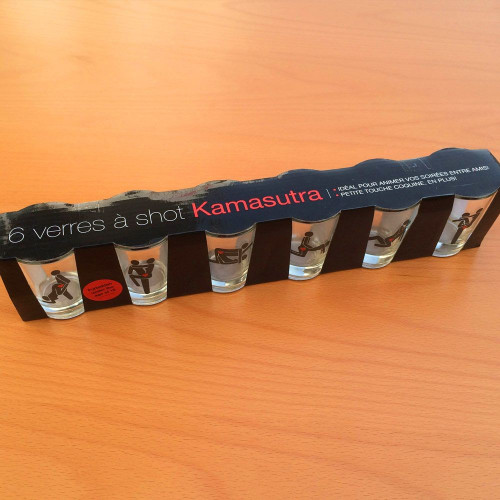 6 verres à shot Kamasutra
• IDÉAL POUR ANIMER VOS SOIRÉES ENTRE AMIS!
• PETITE TOUCHE COQUINE, EN PLUS!